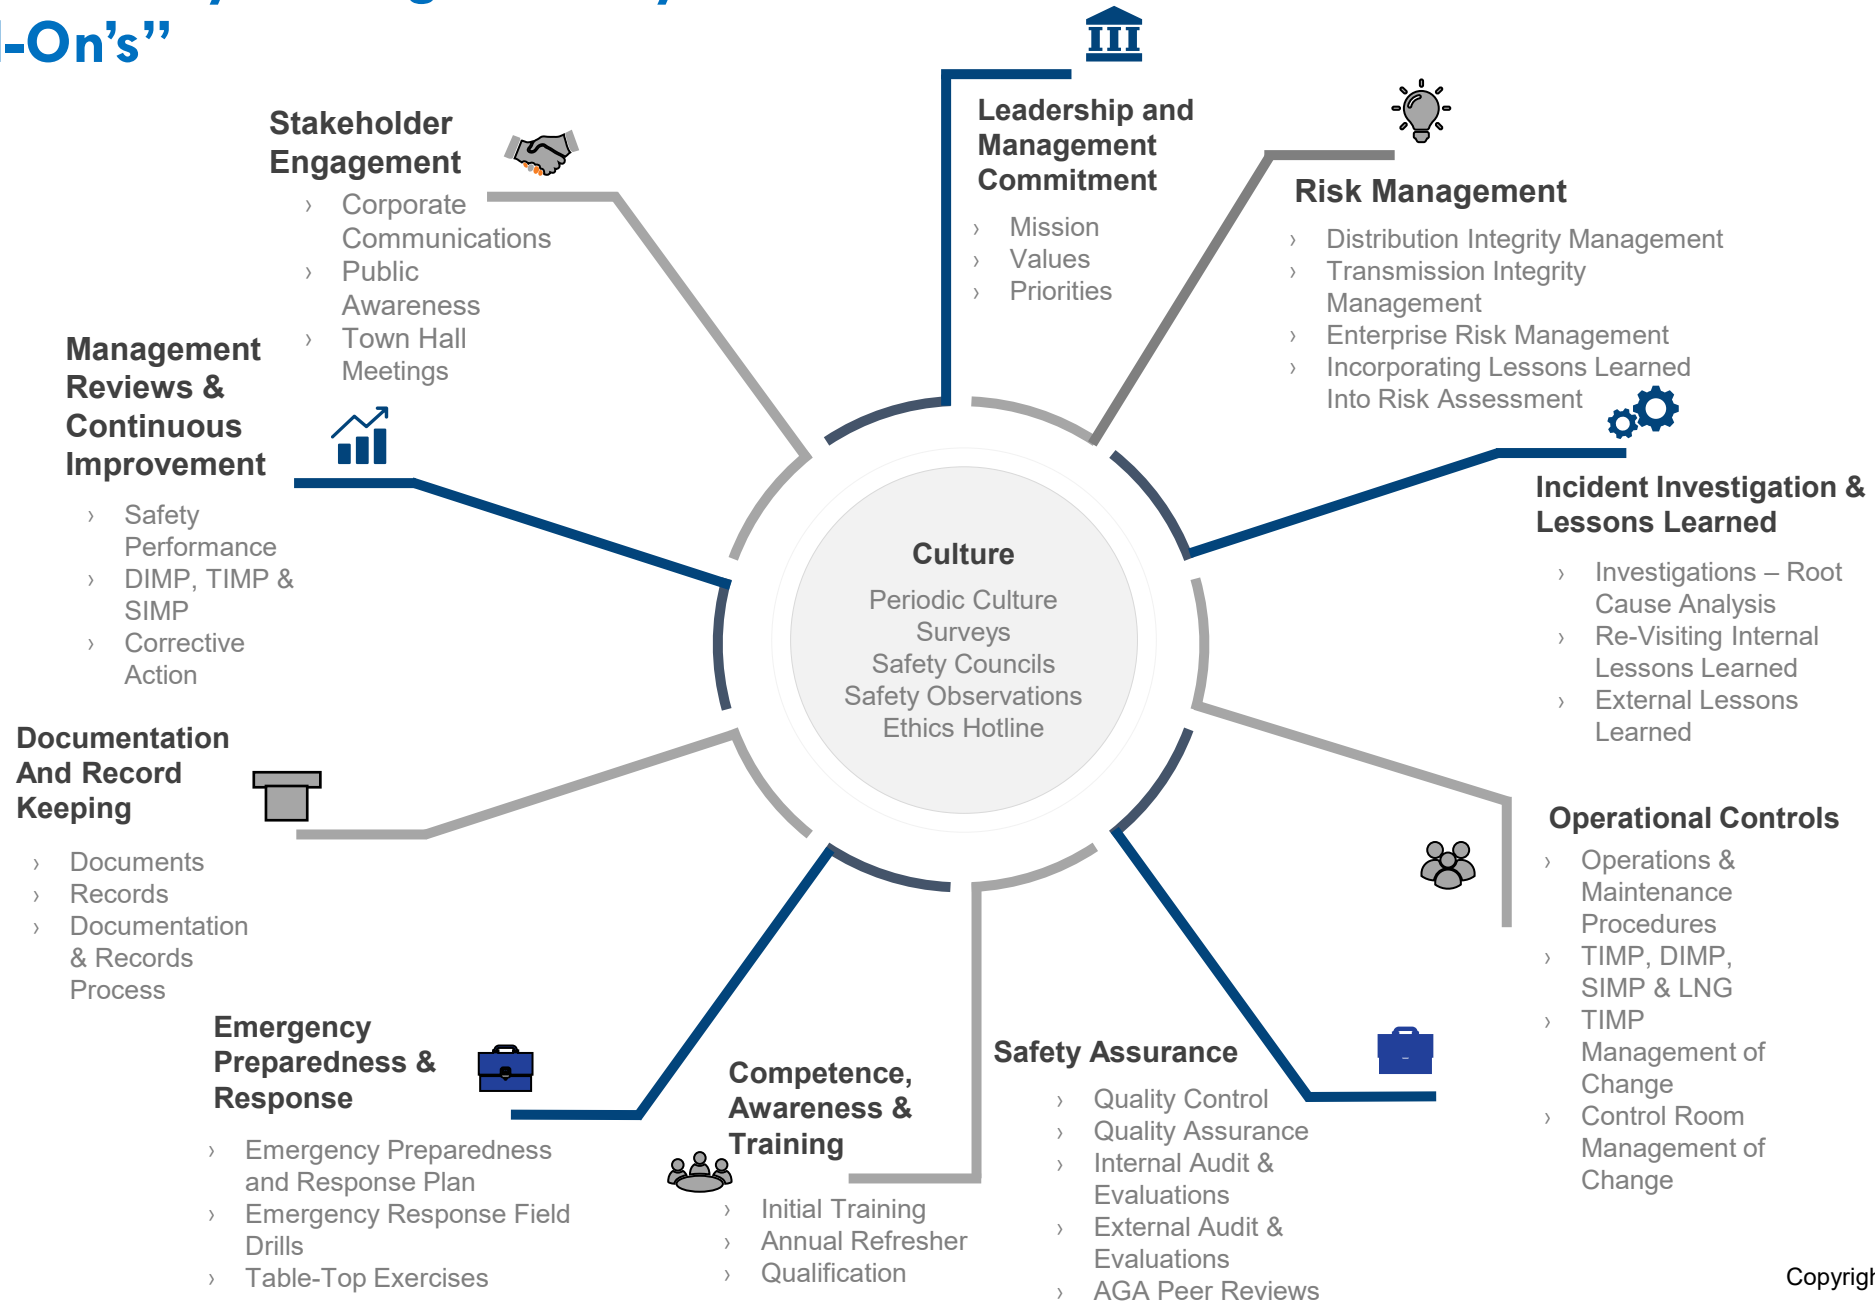 -On's”
Stakeholder
Engagement
› Corporate
Communications
› Public
Awareness
› Town Hall
Meetings
Leadership and
Management
Commitment
› Mission
› Values
› Priorities
Risk Management
› Distribution Integrity Management
› Transmission Integrity
Management
› Enterprise Risk Management
› Incorporating Lessons Learned
Into Risk Assessment
Management
Reviews &
Continuous
Improvement
› Safety
Performance
› DIMP, TIMP &
SIMP
› Corrective
Action
Incident Investigation &
Lessons Learned
› Investigations – Root
Cause Analysis
› Re-Visiting Internal
Lessons Learned
› External Lessons
Learned
Culture
Periodic Culture
Surveys
Safety Councils
Safety Observations
Ethics Hotline
Documentation
And Record
Keeping
› Documents
› Records
› Documentation
& Records
Process
Operational Controls
› Operations &
Maintenance
Procedures
› TIMP, DIMP,
SIMP & LNG
› TIMP
Management of
Change
› Control Room
Management of
Change
Emergency
Preparedness &
Response
› Emergency Preparedness
and Response Plan
› Emergency Response Field
Drills
› Table-Top Exercises
Competence,
Awareness &
Training
› Initial Training
› Annual Refresher
› Qualification
Safety Assurance
› Quality Control
› Quality Assurance
› Internal Audit &
Evaluations
› External Audit &
Evaluations
› AGA Peer Reviews
Copyrigh